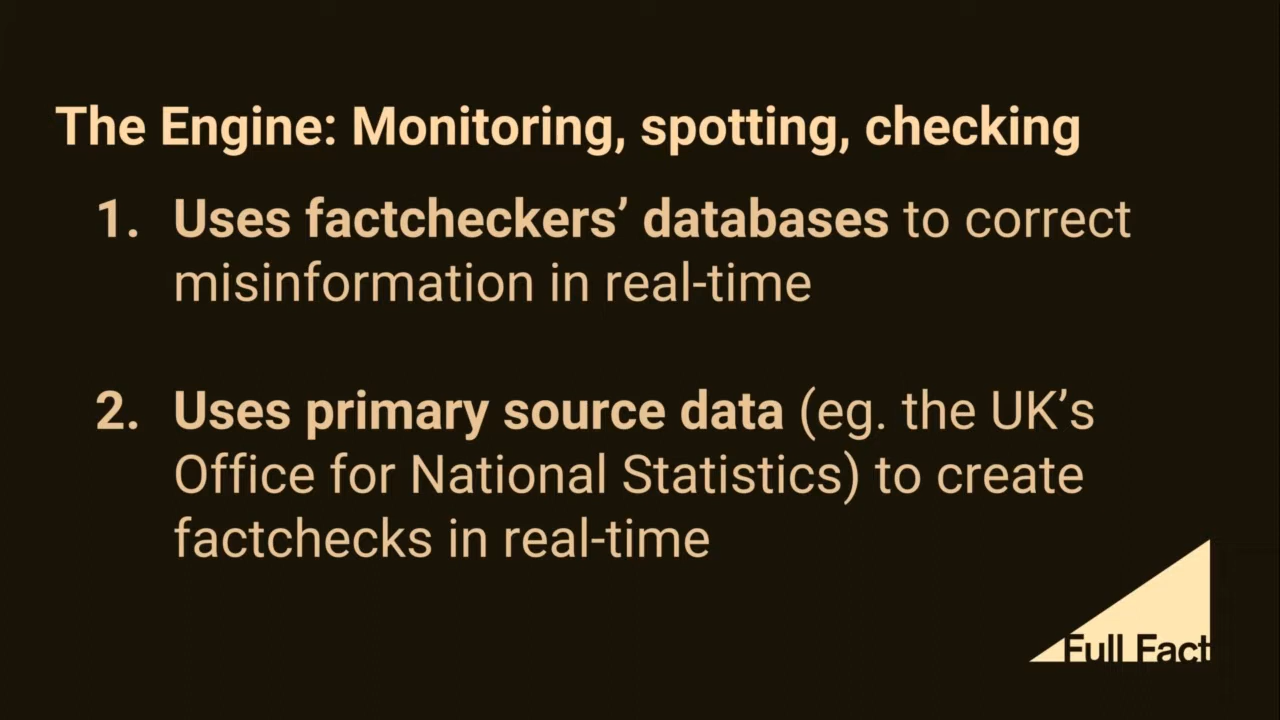 The Engine: Monitoring, spotting, checking
1. Uses factcheckers’ databases to correct
misinformation in real-time
2. Uses primary source data (eg. the UK’s
Office for National Statistics) to create
factchecks in real-time
Full Fact